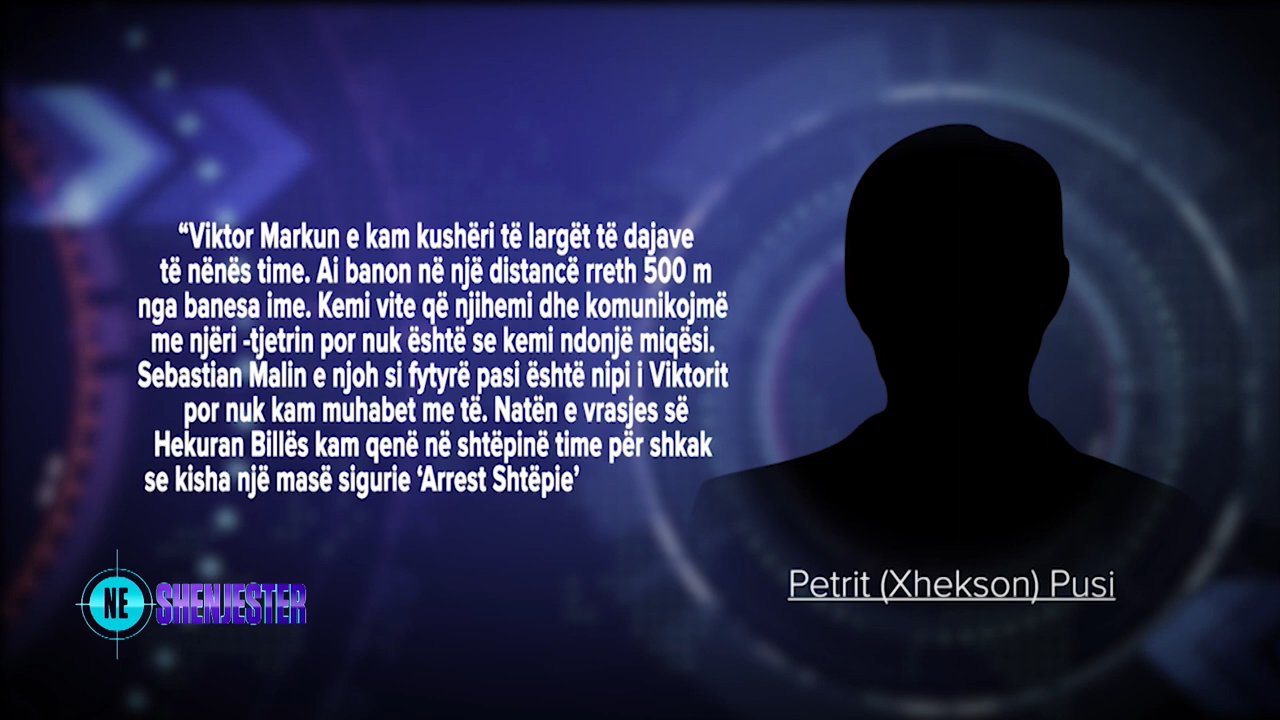 “Viktor Markun e kam kushëri të largët të dajave
të nënës time. Ai banon në një distancë rreth 500 m
nga banesa ime. Kemi vite që njihemi dhe komunikojmë
me njëri -tjetrin por nuk është se kemi ndonjë miqësi.
Sebastian Malin e njoh si fytyrë pasi është nipi i Viktorit
por nuk kam muhabet me të. Natën e vrasjes së
Hekuran Billës kam qenë në shtëpinë time për shkak
se kisha një masë sigurie ‘Arrest Shtëpie’
Petrit (Xhekson) Pusi
NE SHENJESTER